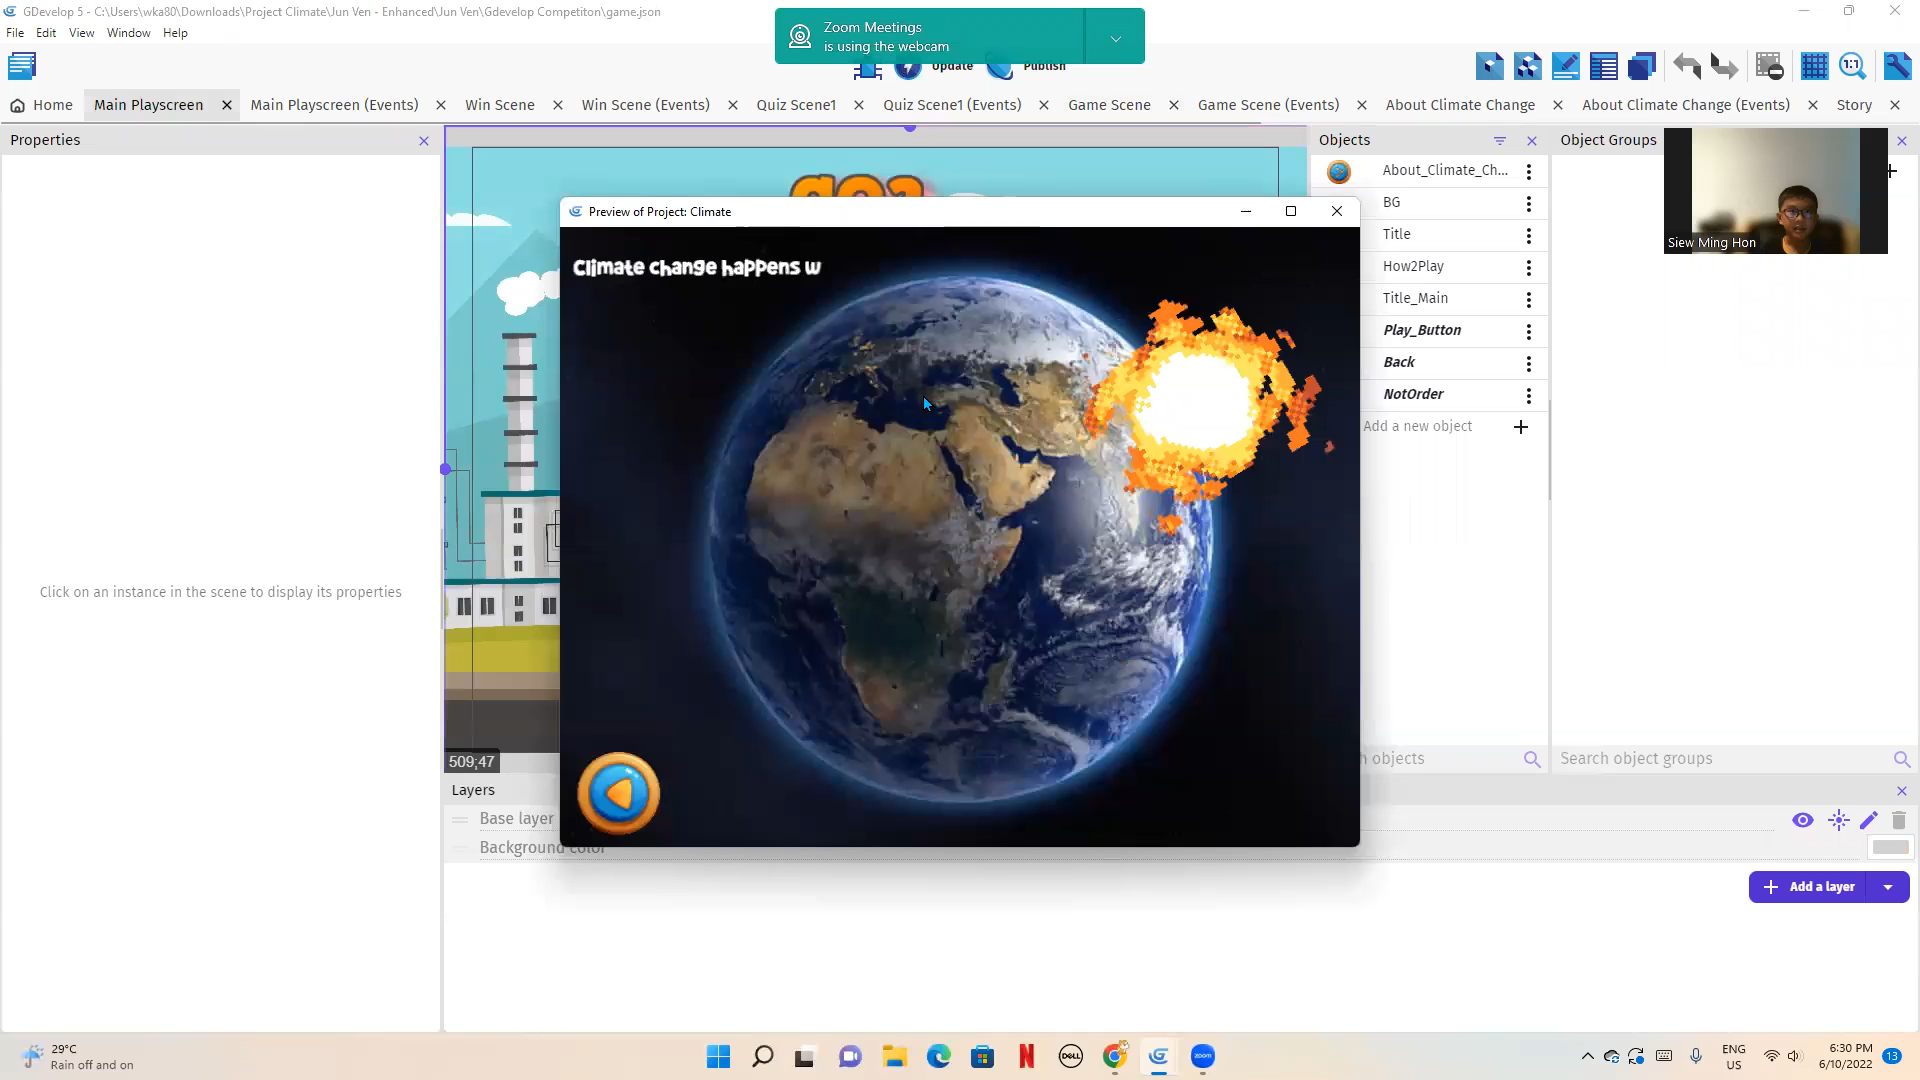 GDevelop 5 - C:\Users\wka80\Downloads\Project Climate\Jun Ven - Enhanced\Jun Ven\Gdevelop Competiton\game.json
File Edit View Window Help
Zoom Meetings
is using the webcam
Update Publish
1:1
Home Main Playscreen Main Playscreen (Events) Win Scene Win Scene (Events) Quiz Scene1 Quiz Scene1 (Events) Game Scene Game Scene (Events) About Climate Change About Climate Change (Events) Story
Properties
Click on an instance in the scene to display its properties
Preview of Project: Climate
Climate change happens w
509;47
Objects
About_Climate_Ch...
BG
Title
How2Play
Title_Main
Play_Button
Back
NotOrder
Add a new object
h objects
Object Groups
Siew Ming Hon
Search object groups
Layers
Base layer
Background color
Add a layer
29°C
Rain off and on
N
DELL
zoom
ENG
US
6:30 PM
6/10/2022
13